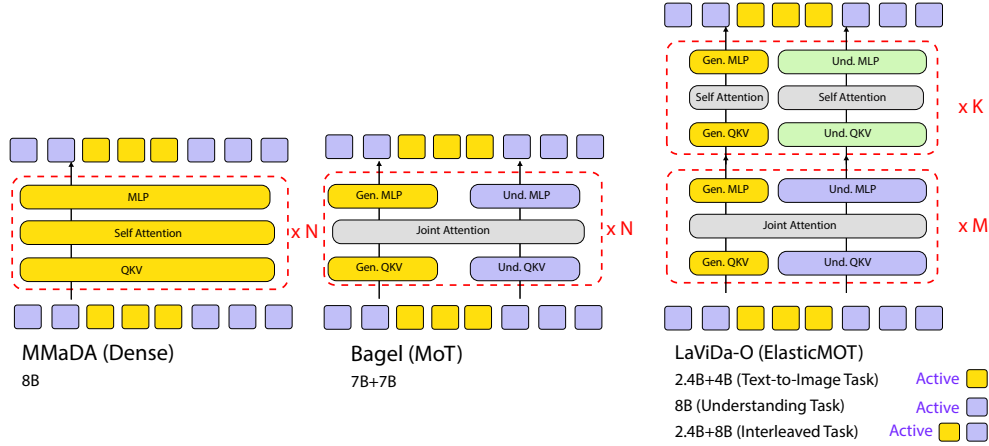 MLP
Self Attention
QKV
x N
MMaDA (Dense)
8B
Gen. MLP
Und. MLP
Joint Attention
Gen. QKV
Und. QKV
x N
Bagel (MoT)
7B+7B
Gen. MLP
Und. MLP
Self Attention
Self Attention
Gen. QKV
Und. QKV
x K
Gen. MLP
Und. MLP
Joint Attention
Gen. QKV
Und. QKV
x M
LaViDa-O (ElasticMOT)
2.4B+4B (Text-to-Image Task) Active
8B (Understanding Task) Active
2.4B+8B (Interleaved Task) Active